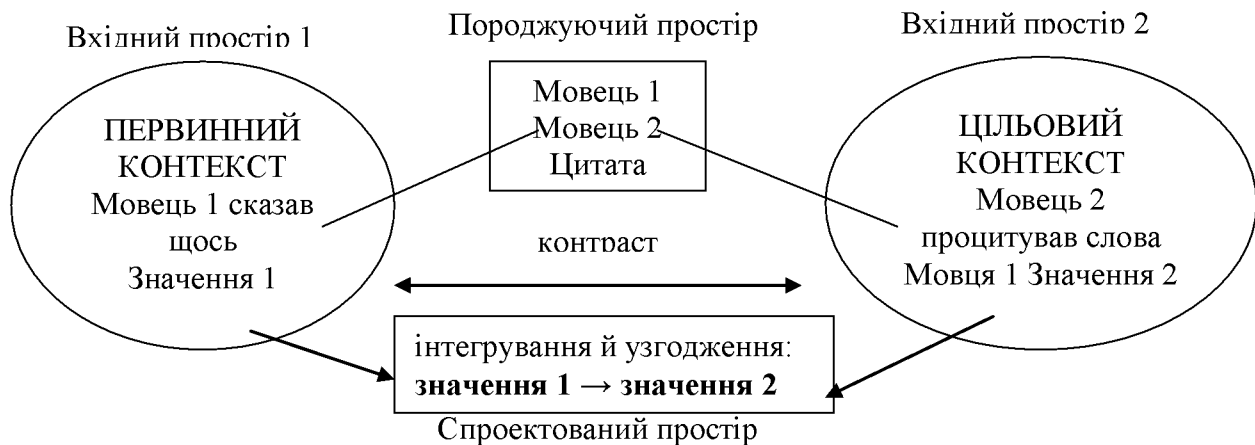 Вхідний простір 1
Породжуючий простір
Вхідний простір 2
ПЕРВИННИЙ
КОНТЕКСТ
Мовець 1 сказав
щось
Значення 1
Мовець 1
Мовець 2
Цитата
ЦІЛЬОВИЙ
КОНТЕКСТ
Мовець 2
процитував слова
Мовця 1 Значення 2
контраст
інтегрування й узгодження:
значення 1 → значення 2
Спроектований простір